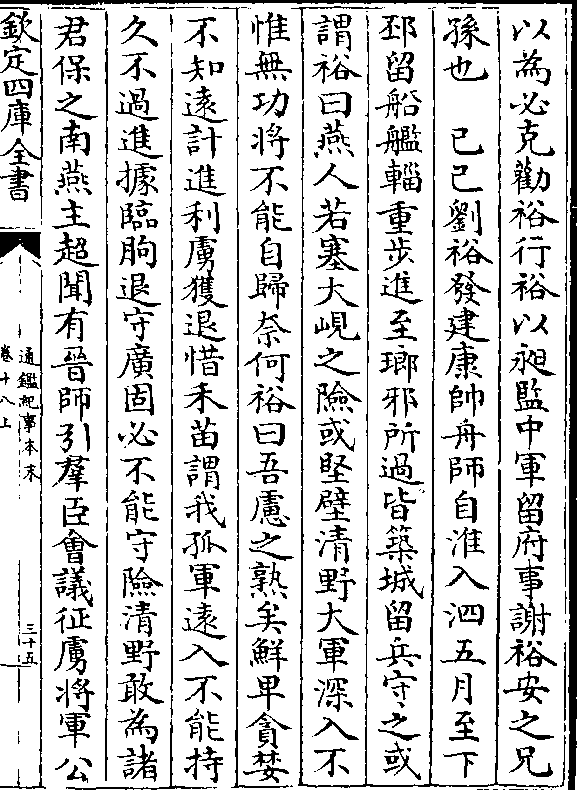 以為必克勸裕行裕以昶監中軍留府事謝裕安之兄
孫也　己巳劉裕發建康帥舟師自淮入泗五月至下
邳留船艦輜重步進至瑯邪所過皆築城留兵守之或
謂裕曰燕人若塞大峴之險或堅壁清野大軍深入不
惟無功將不能自歸奈何裕曰吾慮之熟矣鮮卑貪婪
不知遠計進利虜獲退惜禾苗謂我孤軍遠入不能持
久不過進據臨朐退守廣固必不能守險清野敢為諸
君保之南燕主超聞有晉師引羣臣會議征虜將軍公
欽定四庫全書
通鑑紀事本末
卷十八上
三十五